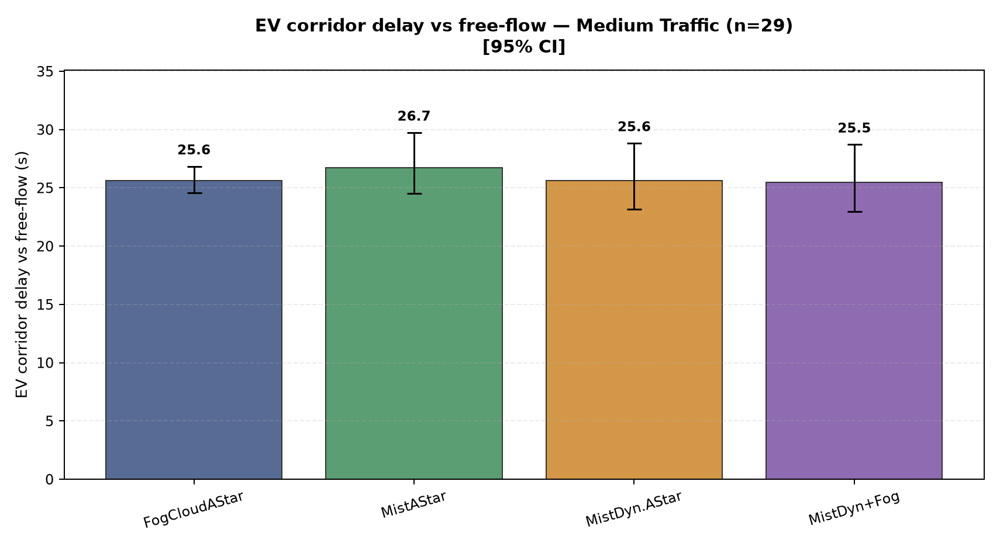 EV corridor delay vs free-flow — Medium Traffic (n=29)
[95% CI]
EV corridor delay vs free-flow (s)
35
30
25
20
15
10
5
0
25.6
26.7
25.6
25.5
FogCloudAStar
MistAStar
MistDyn.AStar
MistDyn+Fog